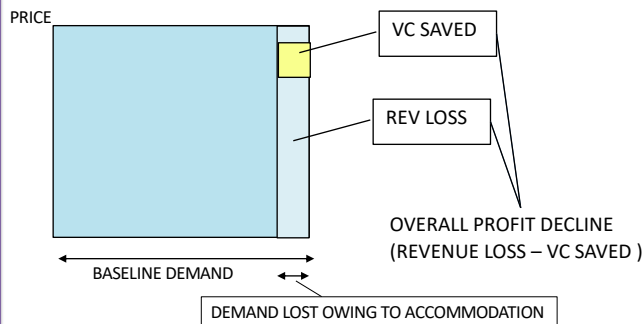 PRICE
VC SAVED
REV LOSS
OVERALL PROFIT DECLINE
(REVENUE LOSS – VC SAVED )
BASELINE DEMAND
DEMAND LOST OWING TO ACCOMMODATION